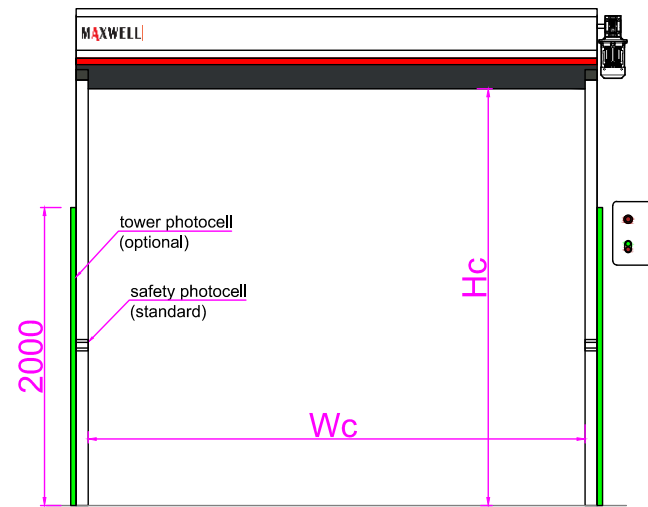 MAXWELL
tower photocell
(optional)
safety photocell
(standard)
2000
Hc
Wc